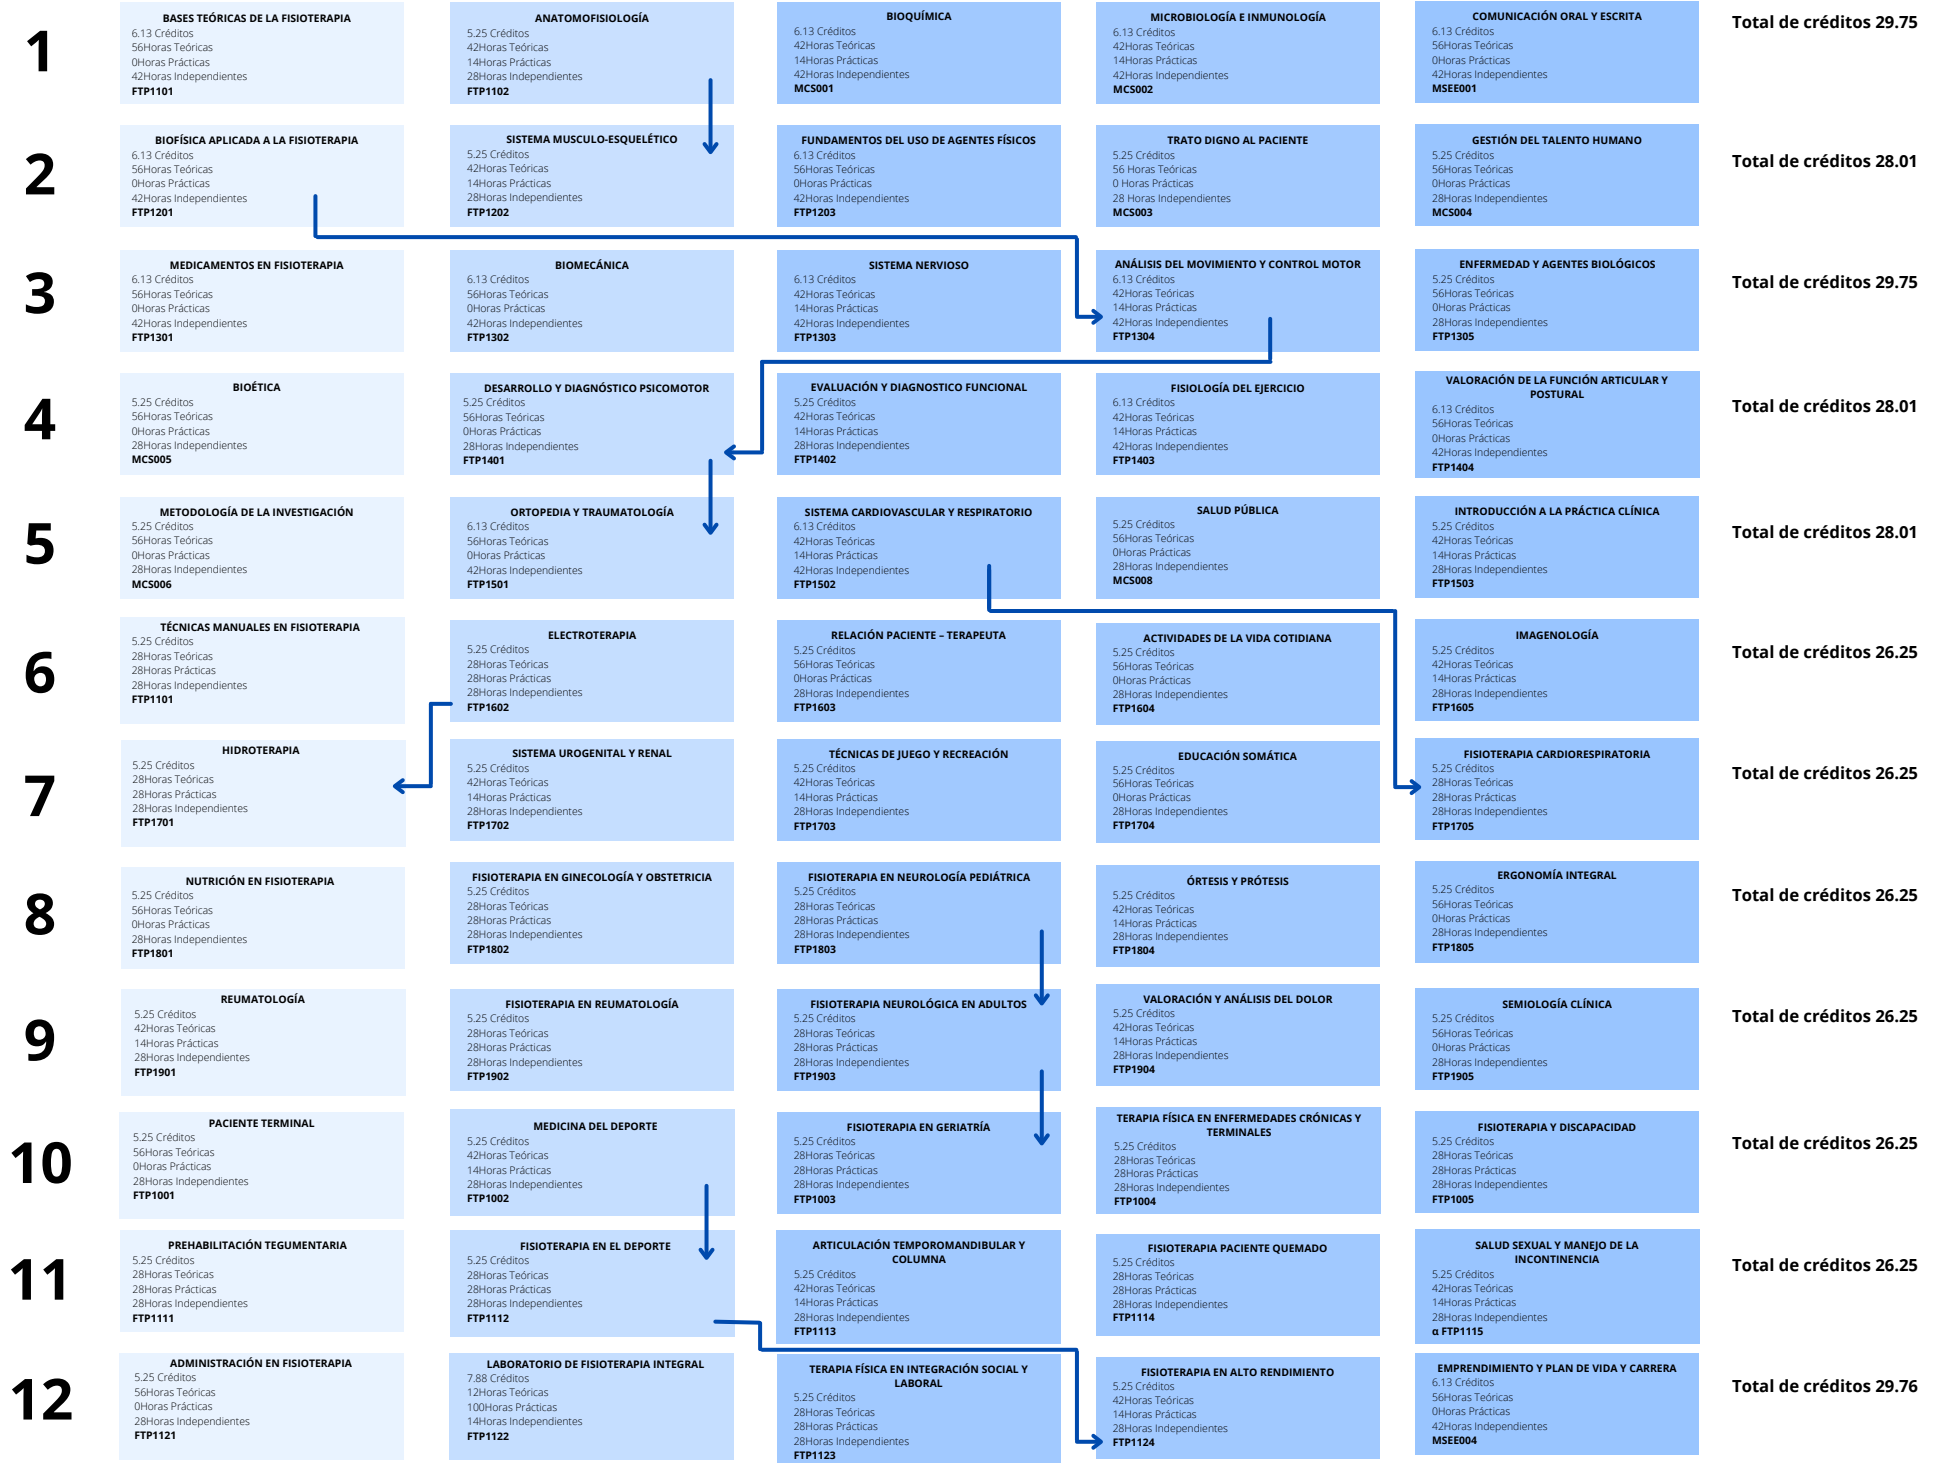 1
BASES TEÓRICAS DE LA FISIOTERAPIA
6.13 Créditos
56Horas Teóricas
0Horas Prácticas
42Horas Independientes
FTP1101
ANATOMOFISIOLOGÍA
5.25 Créditos
42Horas Teóricas
14Horas Prácticas
28Horas Independientes
FTP1102
BIOQUÍMICA
6.13 Créditos
42Horas Teóricas
14Horas Prácticas
42Horas Independientes
MCS001
MICROBIOLOGÍA E INMUNOLOGÍA
6.13 Créditos
42Horas Teóricas
14Horas Prácticas
42Horas Independientes
MCS002
COMUNICACIÓN ORAL Y ESCRITA
6.13 Créditos
56Horas Teóricas
0Horas Prácticas
42Horas Independientes
MSEE001
Total de créditos 29.75
2
BIOFÍSICA APLICADA A LA FISIOTERAPIA
6.13 Créditos
56Horas Teóricas
0Horas Prácticas
42Horas Independientes
FTP1201
SISTEMA MUSCULO-ESQUELÉTICO
5.25 Créditos
42Horas Teóricas
14Horas Prácticas
28Horas Independientes
FTP1202
FUNDAMENTOS DEL USO DE AGENTES FÍSICOS
6.13 Créditos
56Horas Teóricas
0Horas Prácticas
42Horas Independientes
FTP1203
TRATO DIGNO AL PACIENTE
5.25 Créditos
56 Horas Teóricas
0 Horas Prácticas
28 Horas Independientes
MCS003
GESTIÓN DEL TALENTO HUMANO
5.25 Créditos
56Horas Teóricas
0Horas Prácticas
28Horas Independientes
MCS004
Total de créditos 28.01
3
MEDICAMENTOS EN FISIOTERAPIA
6.13 Créditos
56Horas Teóricas
0Horas Prácticas
42Horas Independientes
FTP1301
BIOMECÁNICA
6.13 Créditos
56Horas Teóricas
0Horas Prácticas
42Horas Independientes
FTP1302
SISTEMA NERVIOSO
6.13 Créditos
42Horas Teóricas
14Horas Prácticas
42Horas Independientes
FTP1303
ANÁLISIS DEL MOVIMIENTO Y CONTROL MOTOR
6.13 Créditos
42Horas Teóricas
14Horas Prácticas
42Horas Independientes
FTP1304
ENFERMEDAD Y AGENTES BIOLÓGICOS
5.25 Créditos
56Horas Teóricas
0Horas Prácticas
28Horas Independientes
FTP1305
Total de créditos 29.75
4
BIOÉTICA
5.25 Créditos
56Horas Teóricas
0Horas Prácticas
28Horas Independientes
MCS005
DESARROLLO Y DIAGNÓSTICO PSICOMOTOR
5.25 Créditos
56Horas Teóricas
0Horas Prácticas
28Horas Independientes
FTP1401
EVALUACIÓN Y DIAGNOSTICO FUNCIONAL
5.25 Créditos
42Horas Teóricas
14Horas Prácticas
28Horas Independientes
FTP1402
FISIOLOGÍA DEL EJERCICIO
6.13 Créditos
42Horas Teóricas
14Horas Prácticas
42Horas Independientes
FTP1403
VALORACIÓN DE LA FUNCIÓN ARTICULAR Y
POSTURAL
6.13 Créditos
56Horas Teóricas
0Horas Prácticas
42Horas Independientes
FTP1404
Total de créditos 28.01
5
METODOLOGÍA DE LA INVESTIGACIÓN
5.25 Créditos
56Horas Teóricas
0Horas Prácticas
28Horas Independientes
MCS006
ORTOPEDIA Y TRAUMATOLOGÍA
6.13 Créditos
56Horas Teóricas
0Horas Prácticas
42Horas Independientes
FTP1501
SISTEMA CARDIOVASCULAR Y RESPIRATORIO
6.13 Créditos
42Horas Teóricas
14Horas Prácticas
42Horas Independientes
FTP1502
SALUD PÚBLICA
5.25 Créditos
56Horas Teóricas
0Horas Prácticas
28Horas Independientes
MCS008
INTRODUCCIÓN A LA PRÁCTICA CLÍNICA
5.25 Créditos
42Horas Teóricas
14Horas Prácticas
28Horas Independientes
FTP1503
Total de créditos 28.01
6
TÉCNICAS MANUALES EN FISIOTERAPIA
5.25 Créditos
28Horas Teóricas
28Horas Prácticas
28Horas Independientes
FTP1101
ELECTROTERAPIA
5.25 Créditos
28Horas Teóricas
28Horas Prácticas
28Horas Independientes
FTP1602
RELACIÓN PACIENTE – TERAPEUTA
5.25 Créditos
56Horas Teóricas
0Horas Prácticas
28Horas Independientes
FTP1603
ACTIVIDADES DE LA VIDA COTIDIANA
5.25 Créditos
56Horas Teóricas
0Horas Prácticas
28Horas Independientes
FTP1604
IMAGENOLOGÍA
5.25 Créditos
42Horas Teóricas
14Horas Prácticas
28Horas Independientes
FTP1605
Total de créditos 26.25
7
HIDROTERAPIA
5.25 Créditos
28Horas Teóricas
28Horas Prácticas
28Horas Independientes
FTP1701
SISTEMA UROGENITAL Y RENAL
5.25 Créditos
42Horas Teóricas
14Horas Prácticas
28Horas Independientes
FTP1702
TÉCNICAS DE JUEGO Y RECREACIÓN
5.25 Créditos
42Horas Teóricas
14Horas Prácticas
28Horas Independientes
FTP1703
EDUCACIÓN SOMÁTICA
5.25 Créditos
56Horas Teóricas
0Horas Prácticas
28Horas Independientes
FTP1704
FISIOTERAPIA CARDIORESPIRATORIA
5.25 Créditos
28Horas Teóricas
28Horas Prácticas
28Horas Independientes
FTP1705
Total de créditos 26.25
8
NUTRICIÓN EN FISIOTERAPIA
5.25 Créditos
56Horas Teóricas
0Horas Prácticas
28Horas Independientes
FTP1801
FISIOTERAPIA EN GINECOLOGÍA Y OBSTETRICIA
5.25 Créditos
28Horas Teóricas
28Horas Prácticas
28Horas Independientes
FTP1802
FISIOTERAPIA EN NEUROLOGÍA PEDIÁTRICA
5.25 Créditos
28Horas Teóricas
28Horas Prácticas
28Horas Independientes
FTP1803
ÓRTESIS Y PRÓTESIS
5.25 Créditos
42Horas Teóricas
14Horas Prácticas
28Horas Independientes
FTP1804
ERGONOMÍA INTEGRAL
5.25 Créditos
56Horas Teóricas
0Horas Prácticas
28Horas Independientes
FTP1805
Total de créditos 26.25
9
REUMATOLOGÍA
5.25 Créditos
42Horas Teóricas
14Horas Prácticas
28Horas Independientes
FTP1901
FISIOTERAPIA EN REUMATOLOGÍA
5.25 Créditos
28Horas Teóricas
28Horas Prácticas
28Horas Independientes
FTP1902
FISIOTERAPIA NEUROLÓGICA EN ADULTOS
5.25 Créditos
28Horas Teóricas
28Horas Prácticas
28Horas Independientes
FTP1903
VALORACIÓN Y ANÁLISIS DEL DOLOR
5.25 Créditos
42Horas Teóricas
14Horas Prácticas
28Horas Independientes
FTP1904
SEMIOLOGÍA CLÍNICA
5.25 Créditos
56Horas Teóricas
0Horas Prácticas
28Horas Independientes
FTP1905
Total de créditos 26.25
10
PACIENTE TERMINAL
5.25 Créditos
56Horas Teóricas
0Horas Prácticas
28Horas Independientes
FTP1001
MEDICINA DEL DEPORTE
5.25 Créditos
42Horas Teóricas
14Horas Prácticas
28Horas Independientes
FTP1002
FISIOTERAPIA EN GERIATRÍA
5.25 Créditos
28Horas Teóricas
28Horas Prácticas
28Horas Independientes
FTP1003
TERAPIA FÍSICA EN ENFERMEDADES CRÓNICAS Y
TERMINALES
5.25 Créditos
28Horas Teóricas
28Horas Prácticas
28Horas Independientes
FTP1004
FISIOTERAPIA Y DISCAPACIDAD
5.25 Créditos
28Horas Teóricas
28Horas Prácticas
28Horas Independientes
FTP1005
Total de créditos 26.25
11
PREHABILITACIÓN TEGUMENTARIA
5.25 Créditos
28Horas Teóricas
28Horas Prácticas
28Horas Independientes
FTP1111
FISIOTERAPIA EN EL DEPORTE
5.25 Créditos
28Horas Teóricas
28Horas Prácticas
28Horas Independientes
FTP1112
ARTICULACIÓN TEMPOROMANDIBULAR Y
COLUMNA
5.25 Créditos
42Horas Teóricas
14Horas Prácticas
28Horas Independientes
FTP1113
FISIOTERAPIA PACIENTE QUEMADO
5.25 Créditos
28Horas Teóricas
28Horas Prácticas
28Horas Independientes
FTP1114
SALUD SEXUAL Y MANEJO DE LA
INCONTINENCIA
5.25 Créditos
42Horas Teóricas
14Horas Prácticas
28Horas Independientes
α FTP1115
Total de créditos 26.25
12
ADMINISTRACIÓN EN FISIOTERAPIA
5.25 Créditos
56Horas Teóricas
0Horas Prácticas
28Horas Independientes
FTP1121
LABORATORIO DE FISIOTERAPIA INTEGRAL
7.88 Créditos
12Horas Teóricas
100Horas Prácticas
14Horas Independientes
FTP1122
TERAPIA FÍSICA EN INTEGRACIÓN SOCIAL Y
LABORAL
5.25 Créditos
28Horas Teóricas
28Horas Prácticas
28Horas Independientes
FTP1123
FISIOTERAPIA EN ALTO RENDIMIENTO
5.25 Créditos
42Horas Teóricas
14Horas Prácticas
28Horas Independientes
FTP1124
EMPRENDIMIENTO Y PLAN DE VIDA Y CARRERA
6.13 Créditos
56Horas Teóricas
0Horas Prácticas
42Horas Independientes
MSEE004
Total de créditos 29.76